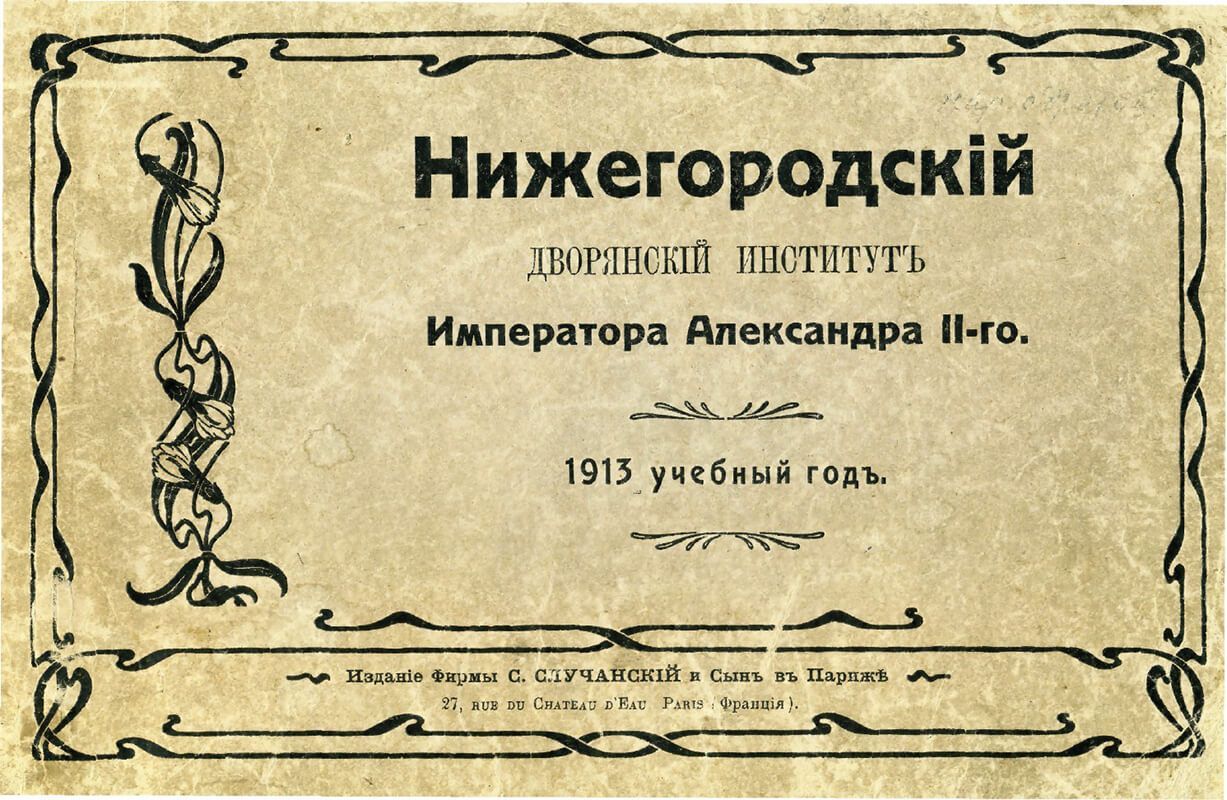 Нижегородскій
ДВОРЯНСКІЙ ИНСТИТУТЪ
Императора Александра II-го.
1913 учебный годъ.
Изданіе Фирмы С. СЛУЧАНСКІЙ и Сынъ въ Парижѣ
27, RUE DU CHATEAU D'EAU PARIS (Франція).